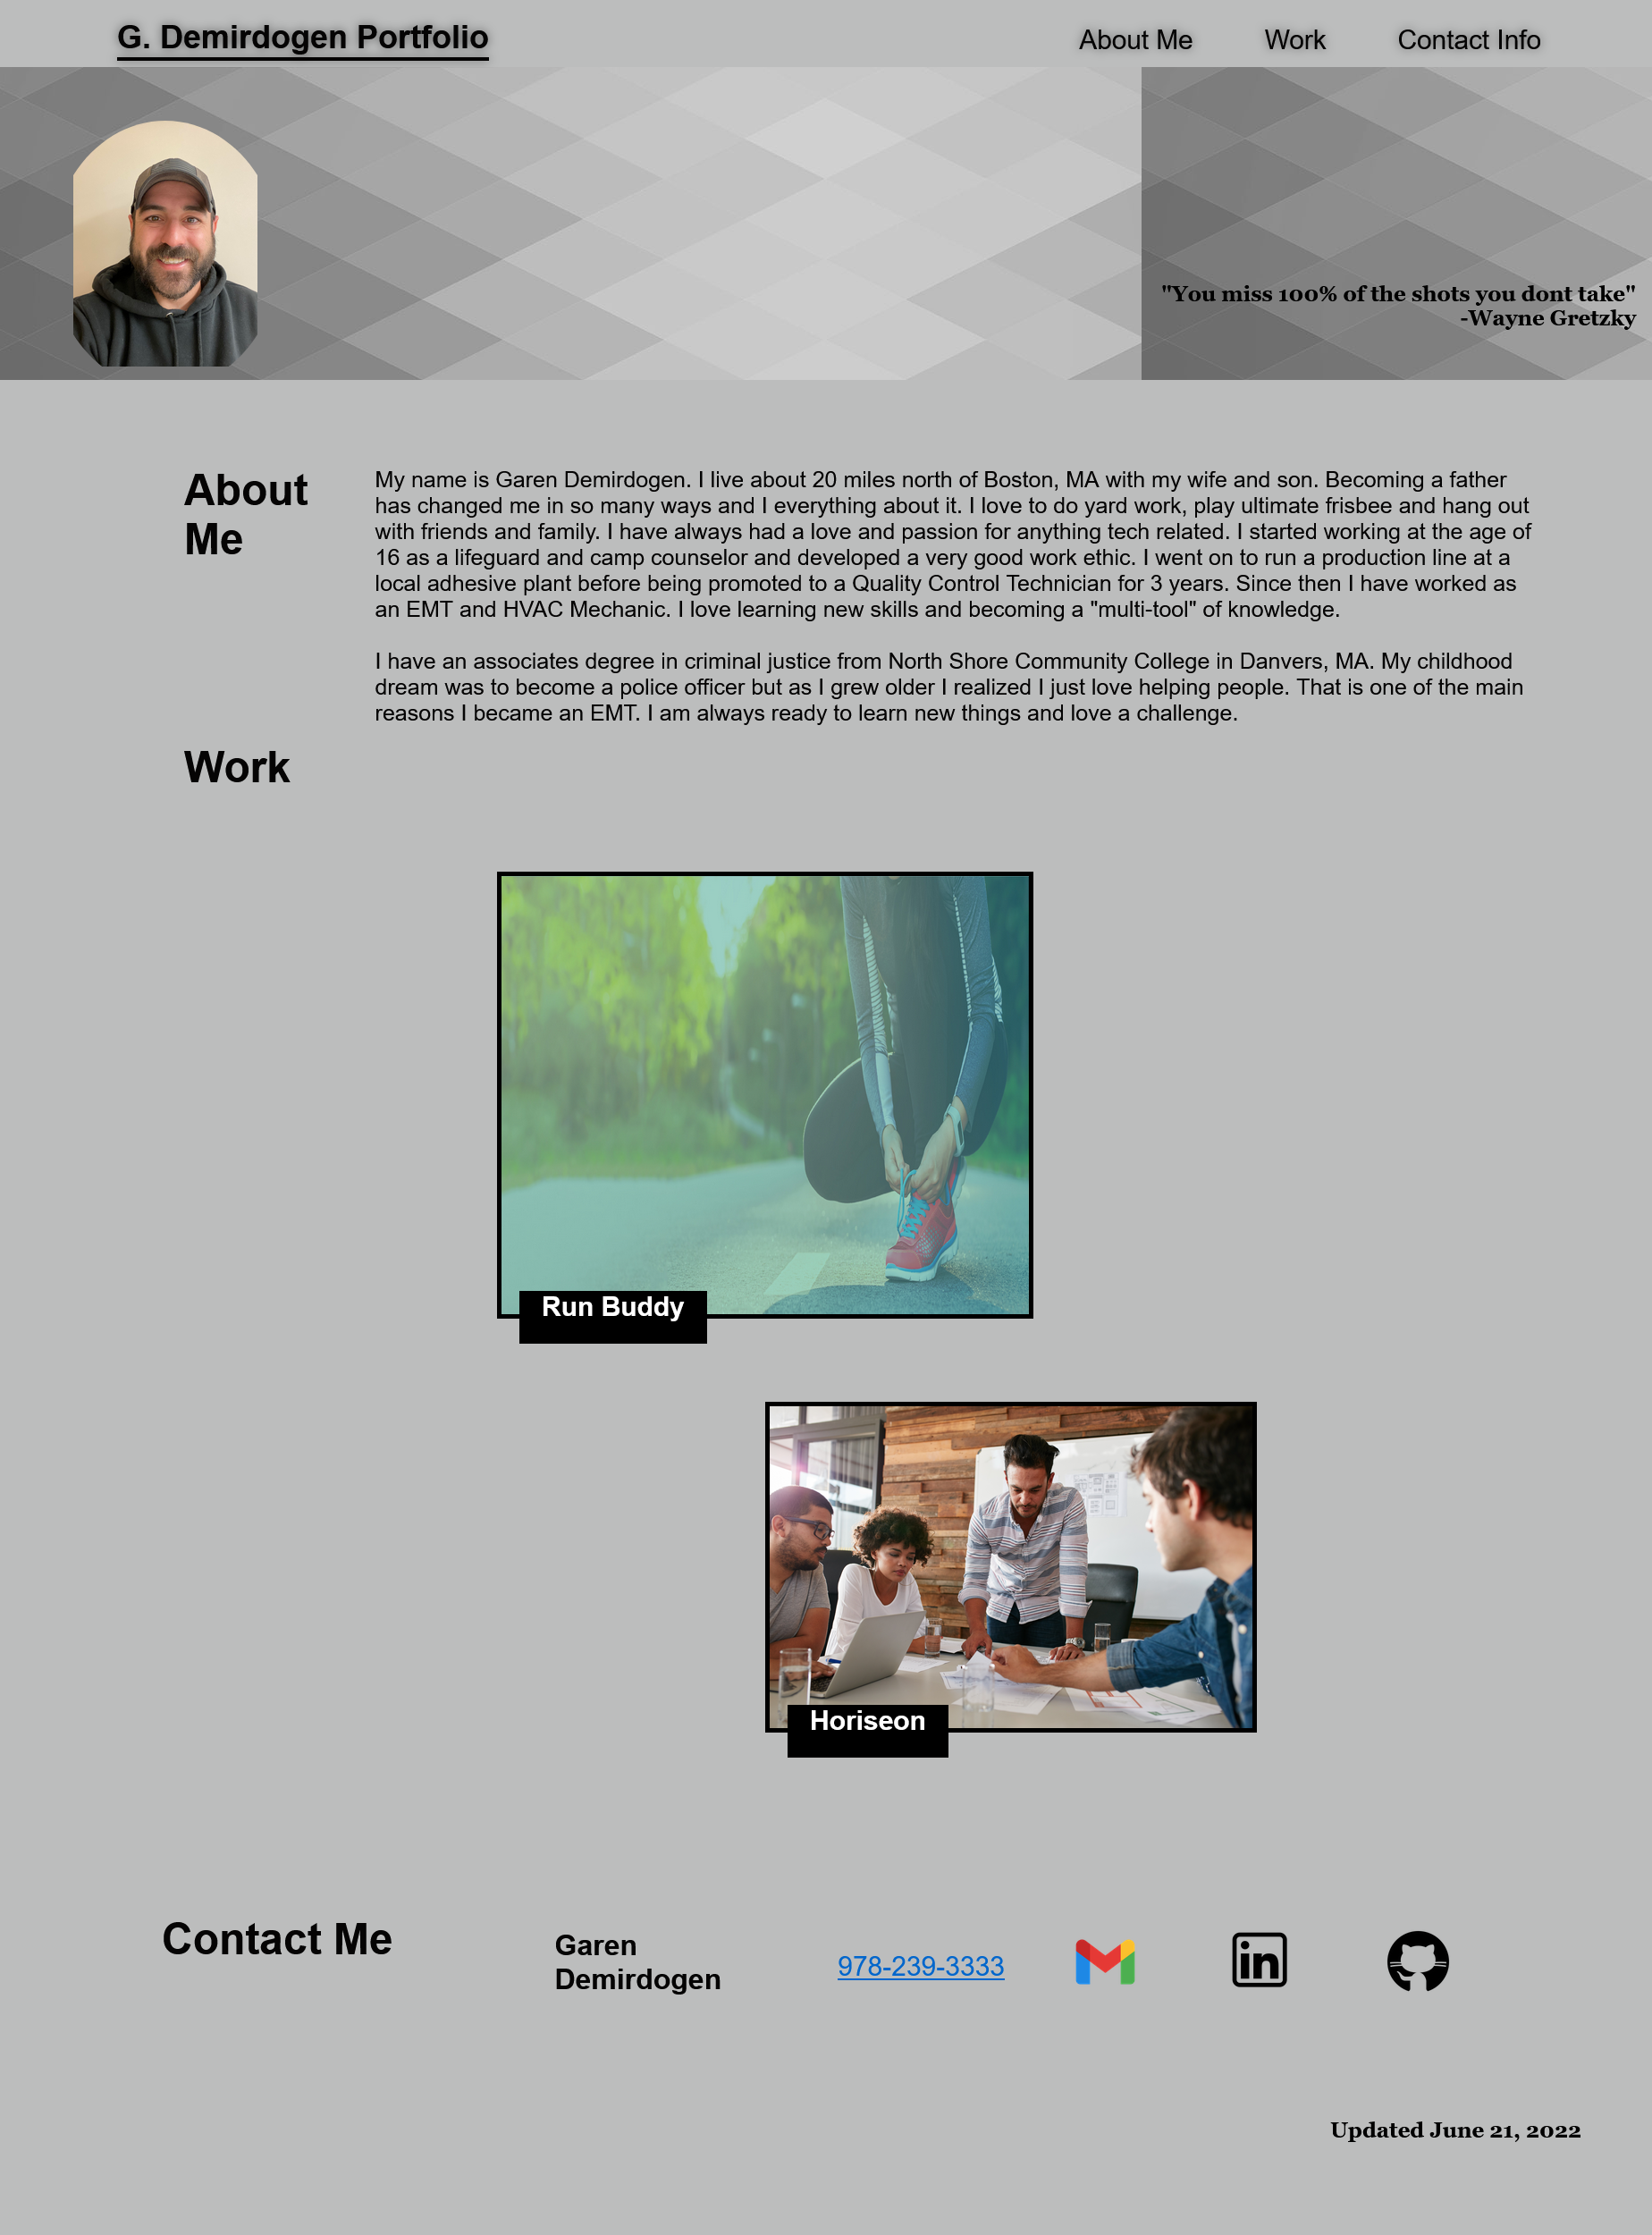 G. Demirdogen Portfolio
About Me
Work
Contact Info
"You miss 100% of the shots you dont take"
-Wayne Gretzky
About
Me
My name is Garen Demirdogen. I live about 20 miles north of Boston, MA with my wife and son. Becoming a father
has changed me in so many ways and I everything about it. I love to do yard work, play ultimate frisbee and hang out
with friends and family. I have always had a love and passion for anything tech related. I started working at the age of
16 as a lifeguard and camp counselor and developed a very good work ethic. I went on to run a production line at a
local adhesive plant before being promoted to a Quality Control Technician for 3 years. Since then I have worked as
an EMT and HVAC Mechanic. I love learning new skills and becoming a "multi-tool" of knowledge.
I have an associates degree in criminal justice from North Shore Community College in Danvers, MA. My childhood
dream was to become a police officer but as I grew older I realized I just love helping people. That is one of the main
reasons I became an EMT. I am always ready to learn new things and love a challenge.
Work
Run Buddy
Horiseon
Contact Me
Garen
Demirdogen
978-239-3333
in
Updated June 21, 2022